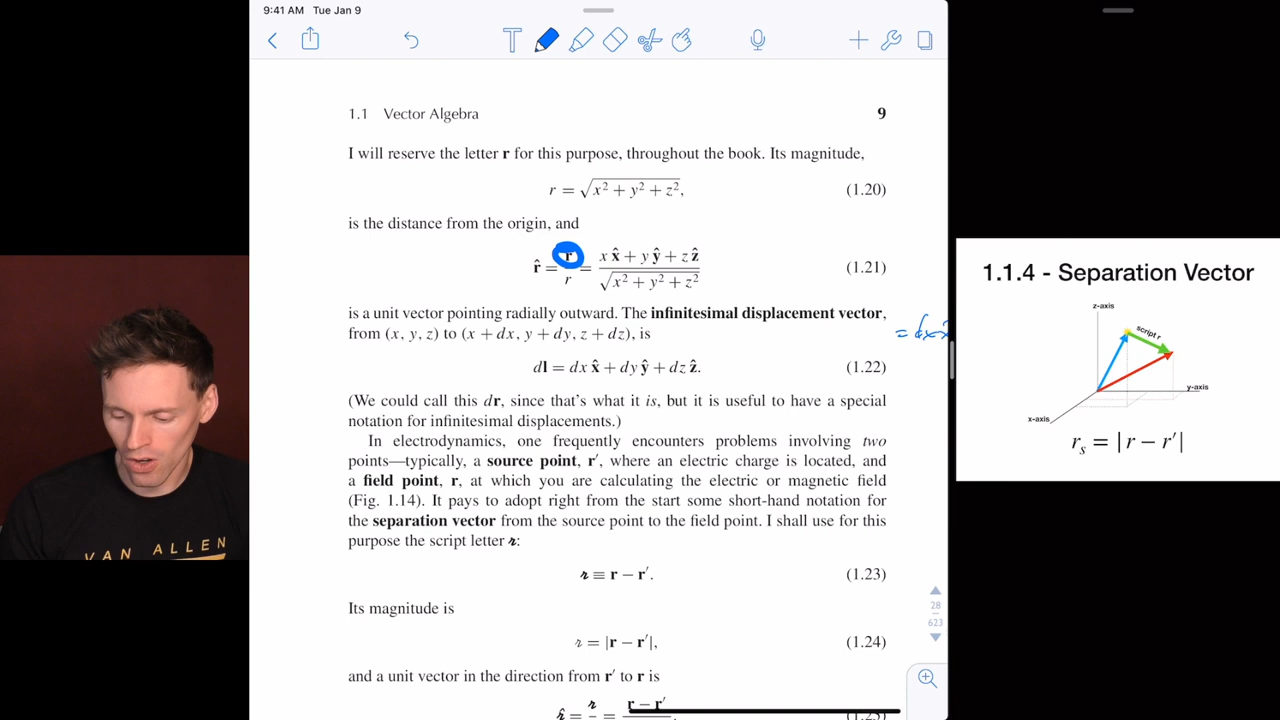 9:41 AM Tue Jan 9
1.1 Vector Algebra 9
I will reserve the letter r for this purpose, throughout the book. Its magnitude,
r = √x² + y² + z², (1.20)
is the distance from the origin, and
r̂ = r/r = (x x̂ + y ŷ + z ẑ)/√x² + y² + z² (1.21)
is a unit vector pointing radially outward. The infinitesimal displacement vector,
from (x, y, z) to (x + dx, y + dy, z + dz), is
= dx x̂
dl = dx x̂ + dy ŷ + dz ẑ. (1.22)
(We could call this dr, since that's what it is, but it is useful to have a special
notation for infinitesimal displacements.)
In electrodynamics, one frequently encounters problems involving two
points—typically, a source point, r′, where an electric charge is located, and
a field point, r, at which you are calculating the electric or magnetic field
(Fig. 1.14). It pays to adopt right from the start some short-hand notation for
the separation vector from the source point to the field point. I shall use for this
purpose the script letter 𝓇:
𝓇 ≡ r − r′. (1.23)
Its magnitude is
𝓇 = |r − r′|, (1.24)
and a unit vector in the direction from r′ to r is
28
623
1.1.4 - Separation Vector
z-axis
script r
y-axis
x-axis
rₛ = | r − r′ |
VAN ALLEN